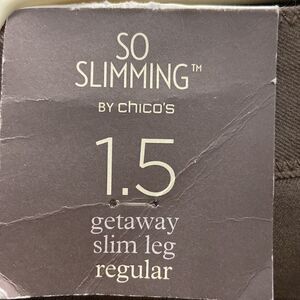 SO
SLIMMING™
BY chico's
1.5
getaway
slim leg
regular